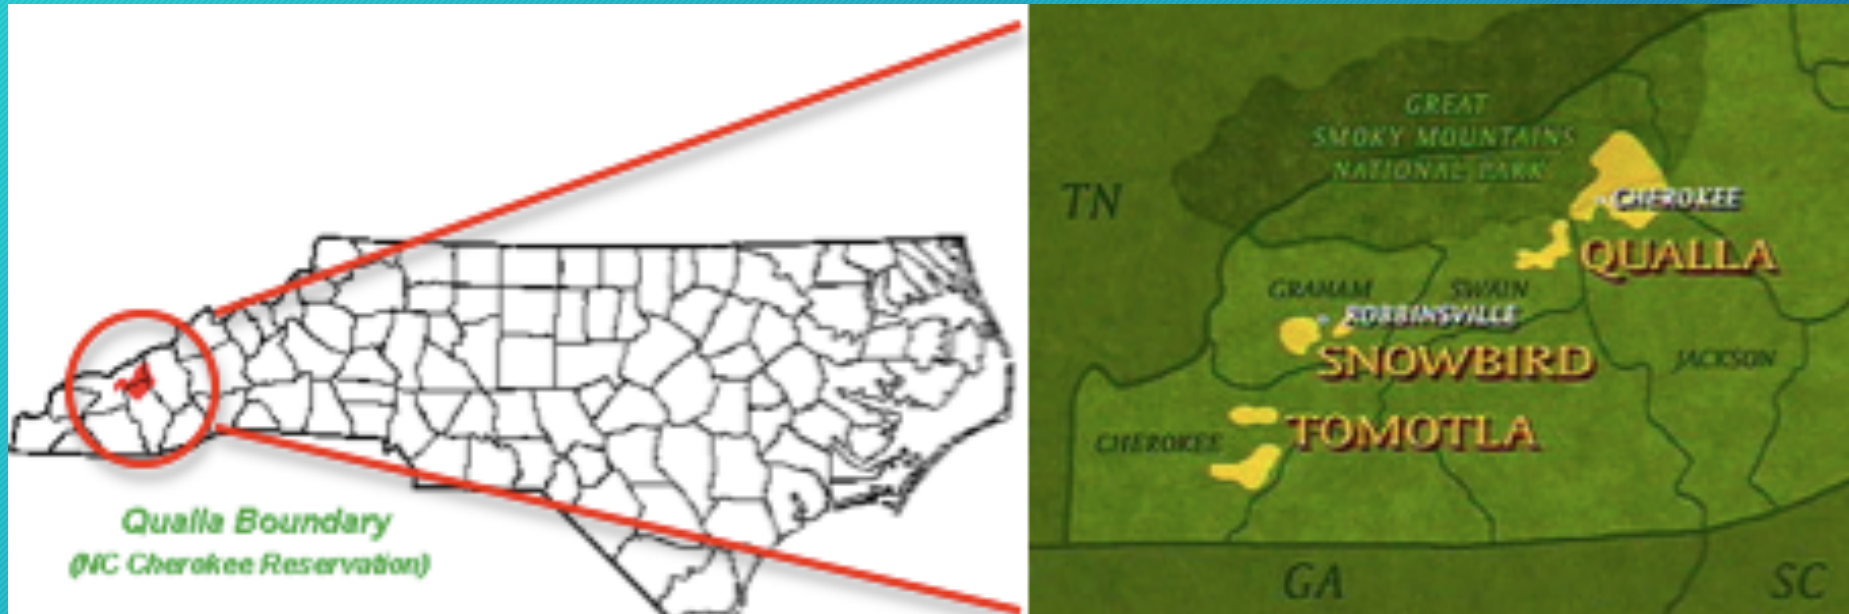 Qualla Boundary
(NC Cherokee Reservation)
GREAT
SMOKY MOUNTAINS
NATIONAL PARK
TN
CHEROKEE
QUALLA
GRAHAM
SWAIN
ROBBINSVILLE
SNOWBIRD
JACKSON
TOMOTLA
CHEROKEE
GA
SC